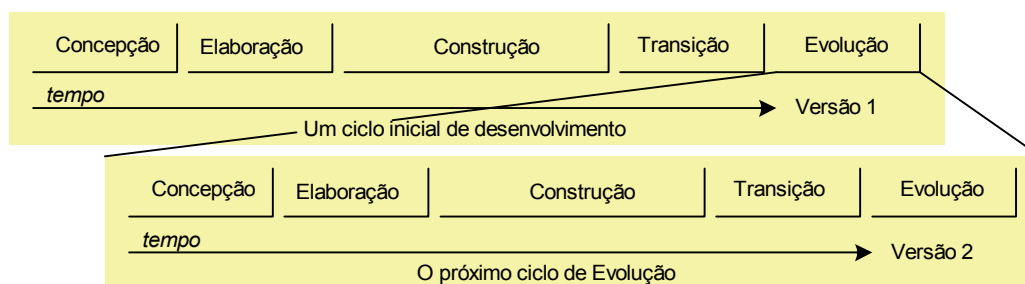 Concepção Elaboração Construção Transição Evolução
tempo
Versão 1
Um ciclo inicial de desenvolvimento
Concepção Elaboração Construção Transição Evolução
tempo
Versão 2
O próximo ciclo de Evolução